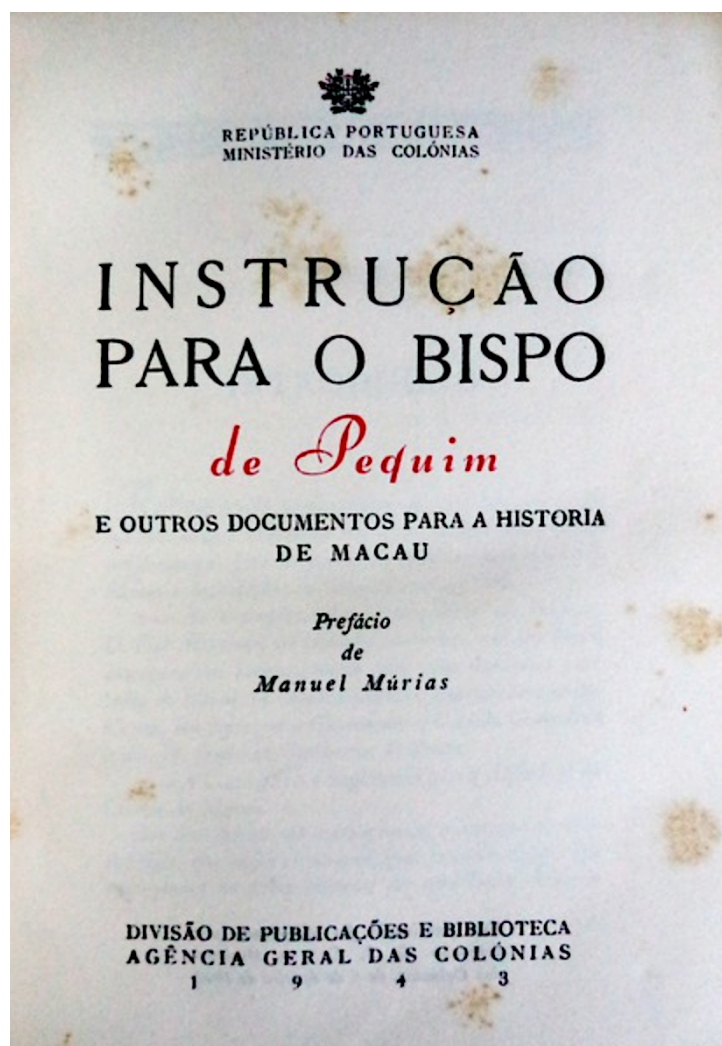 REPÚBLICA PORTUGUESA
MINISTÉRIO DAS COLÓNIAS
INSTRUÇÃO
PARA O BISPO
de Pequim
E OUTROS DOCUMENTOS PARA A HISTORIA
DE MACAU
Prefácio
de
Manuel Múrias
DIVISÃO DE PUBLICAÇÕES E BIBLIOTECA
AGÊNCIA GERAL DAS COLÓNIAS
1 9 4 3